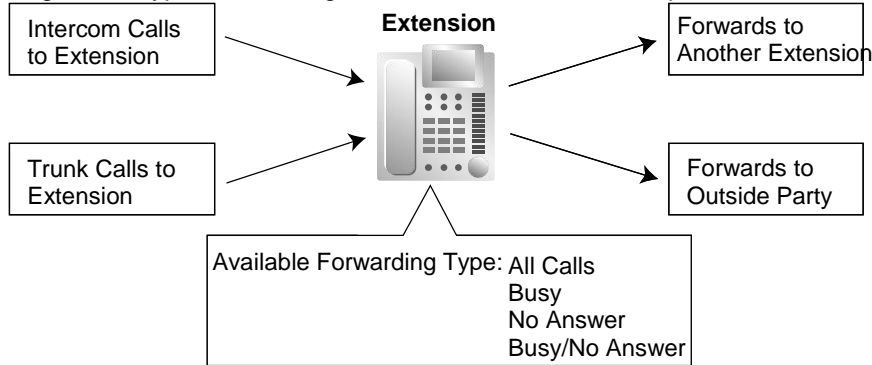 Extension
Intercom Calls
to Extension
Forwards to
Another Extension
Trunk Calls to
Extension
Forwards to
Outside Party
Available Forwarding Type: All Calls
Busy
No Answer
Busy/No Answer